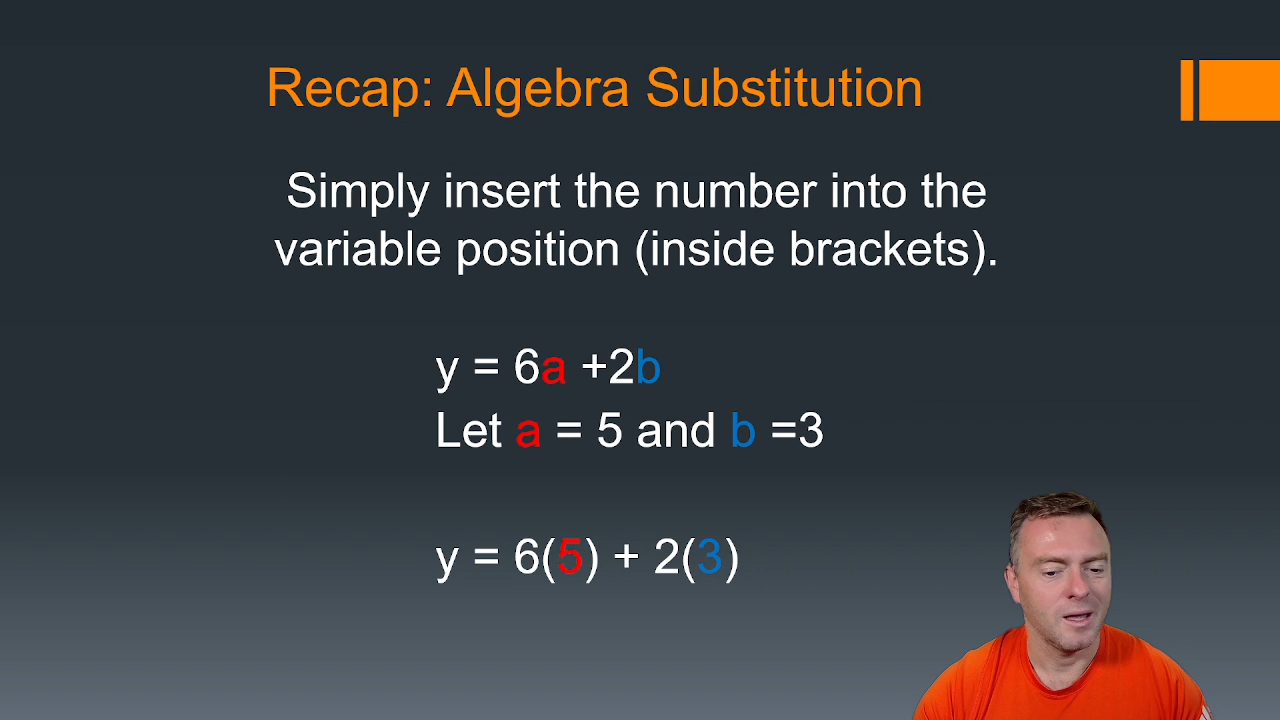 Recap: Algebra Substitution
Simply insert the number into the
variable position (inside brackets).
y = 6a +2b
Let a = 5 and b =3
y = 6(5) + 2(3)